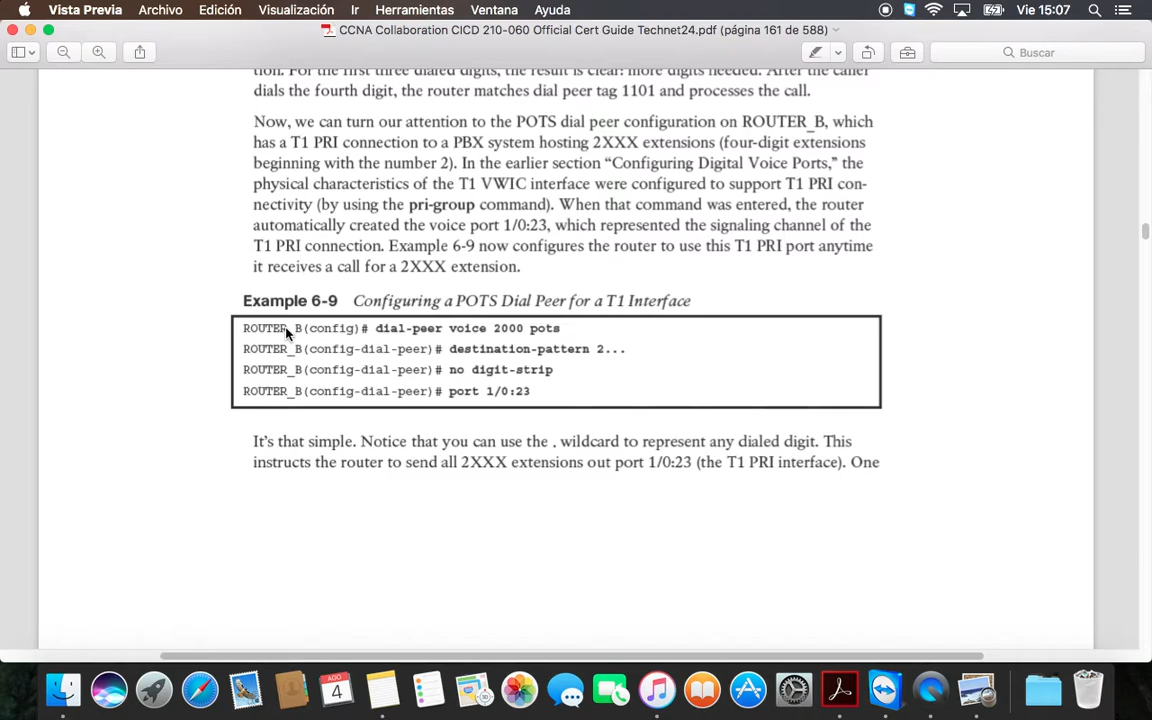 Vista Previa Archivo Edición Visualización Ir Herramientas Ventana Ayuda Vie 15:07
CCNA Collaboration CICD 210-060 Official Cert Guide Technet24.pdf (página 161 de 588)
Buscar
tion. For the first three dialed digits, the result is clear: more digits needed. After the caller
dials the fourth digit, the router matches dial peer tag 1101 and processes the call.
Now, we can turn our attention to the POTS dial peer configuration on ROUTER_B, which
has a T1 PRI connection to a PBX system hosting 2XXX extensions (four-digit extensions
beginning with the number 2). In the earlier section “Configuring Digital Voice Ports,” the
physical characteristics of the T1 VWIC interface were configured to support T1 PRI con-
nectivity (by using the pri-group command). When that command was entered, the router
automatically created the voice port 1/0:23, which represented the signaling channel of the
T1 PRI connection. Example 6-9 now configures the router to use this T1 PRI port anytime
it receives a call for a 2XXX extension.
Example 6-9 Configuring a POTS Dial Peer for a T1 Interface
ROUTER_B(config)# dial-peer voice 2000 pots
ROUTER_B(config-dial-peer)# destination-pattern 2...
ROUTER_B(config-dial-peer)# no digit-strip
ROUTER_B(config-dial-peer)# port 1/0:23
It’s that simple. Notice that you can use the . wildcard to represent any dialed digit. This
instructs the router to send all 2XXX extensions out port 1/0:23 (the T1 PRI interface). One
AGO
4